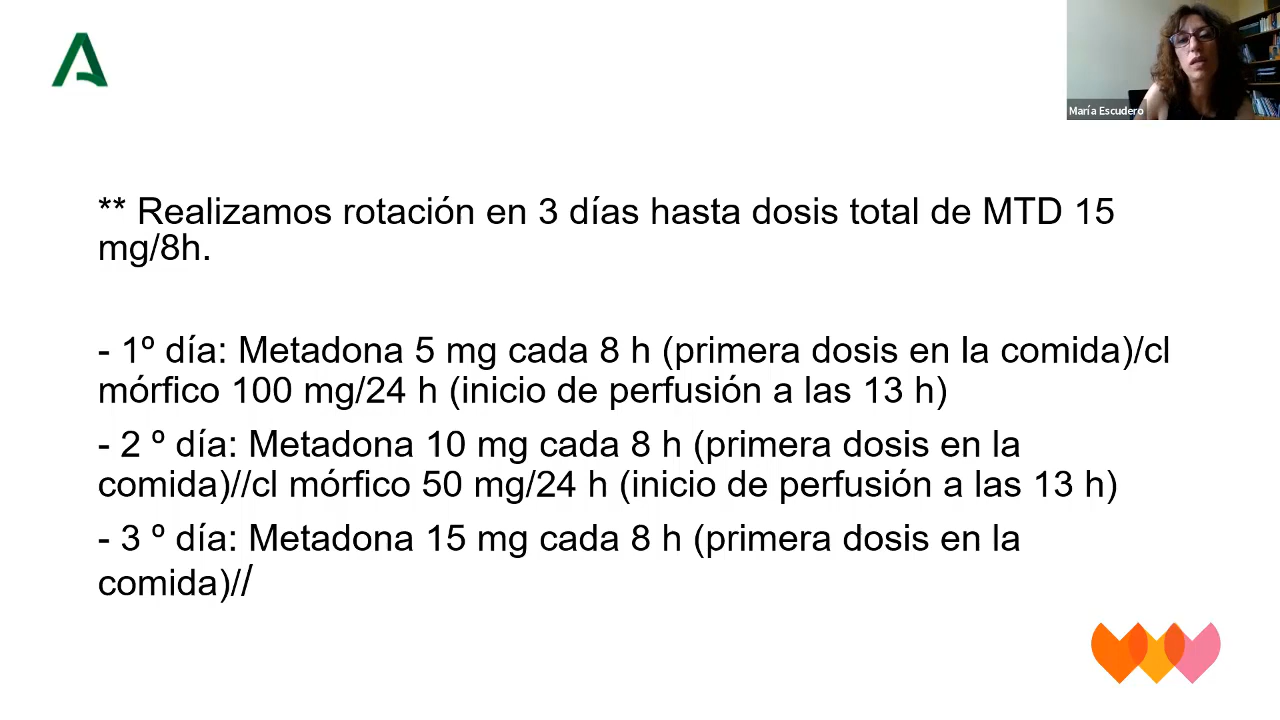 María Escudero
** Realizamos rotación en 3 días hasta dosis total de MTD 15
mg/8h.
- 1º día: Metadona 5 mg cada 8 h (primera dosis en la comida)/cl
mórfico 100 mg/24 h (inicio de perfusión a las 13 h)
- 2 º día: Metadona 10 mg cada 8 h (primera dosis en la
comida)//cl mórfico 50 mg/24 h (inicio de perfusión a las 13 h)
- 3 º día: Metadona 15 mg cada 8 h (primera dosis en la
comida)//